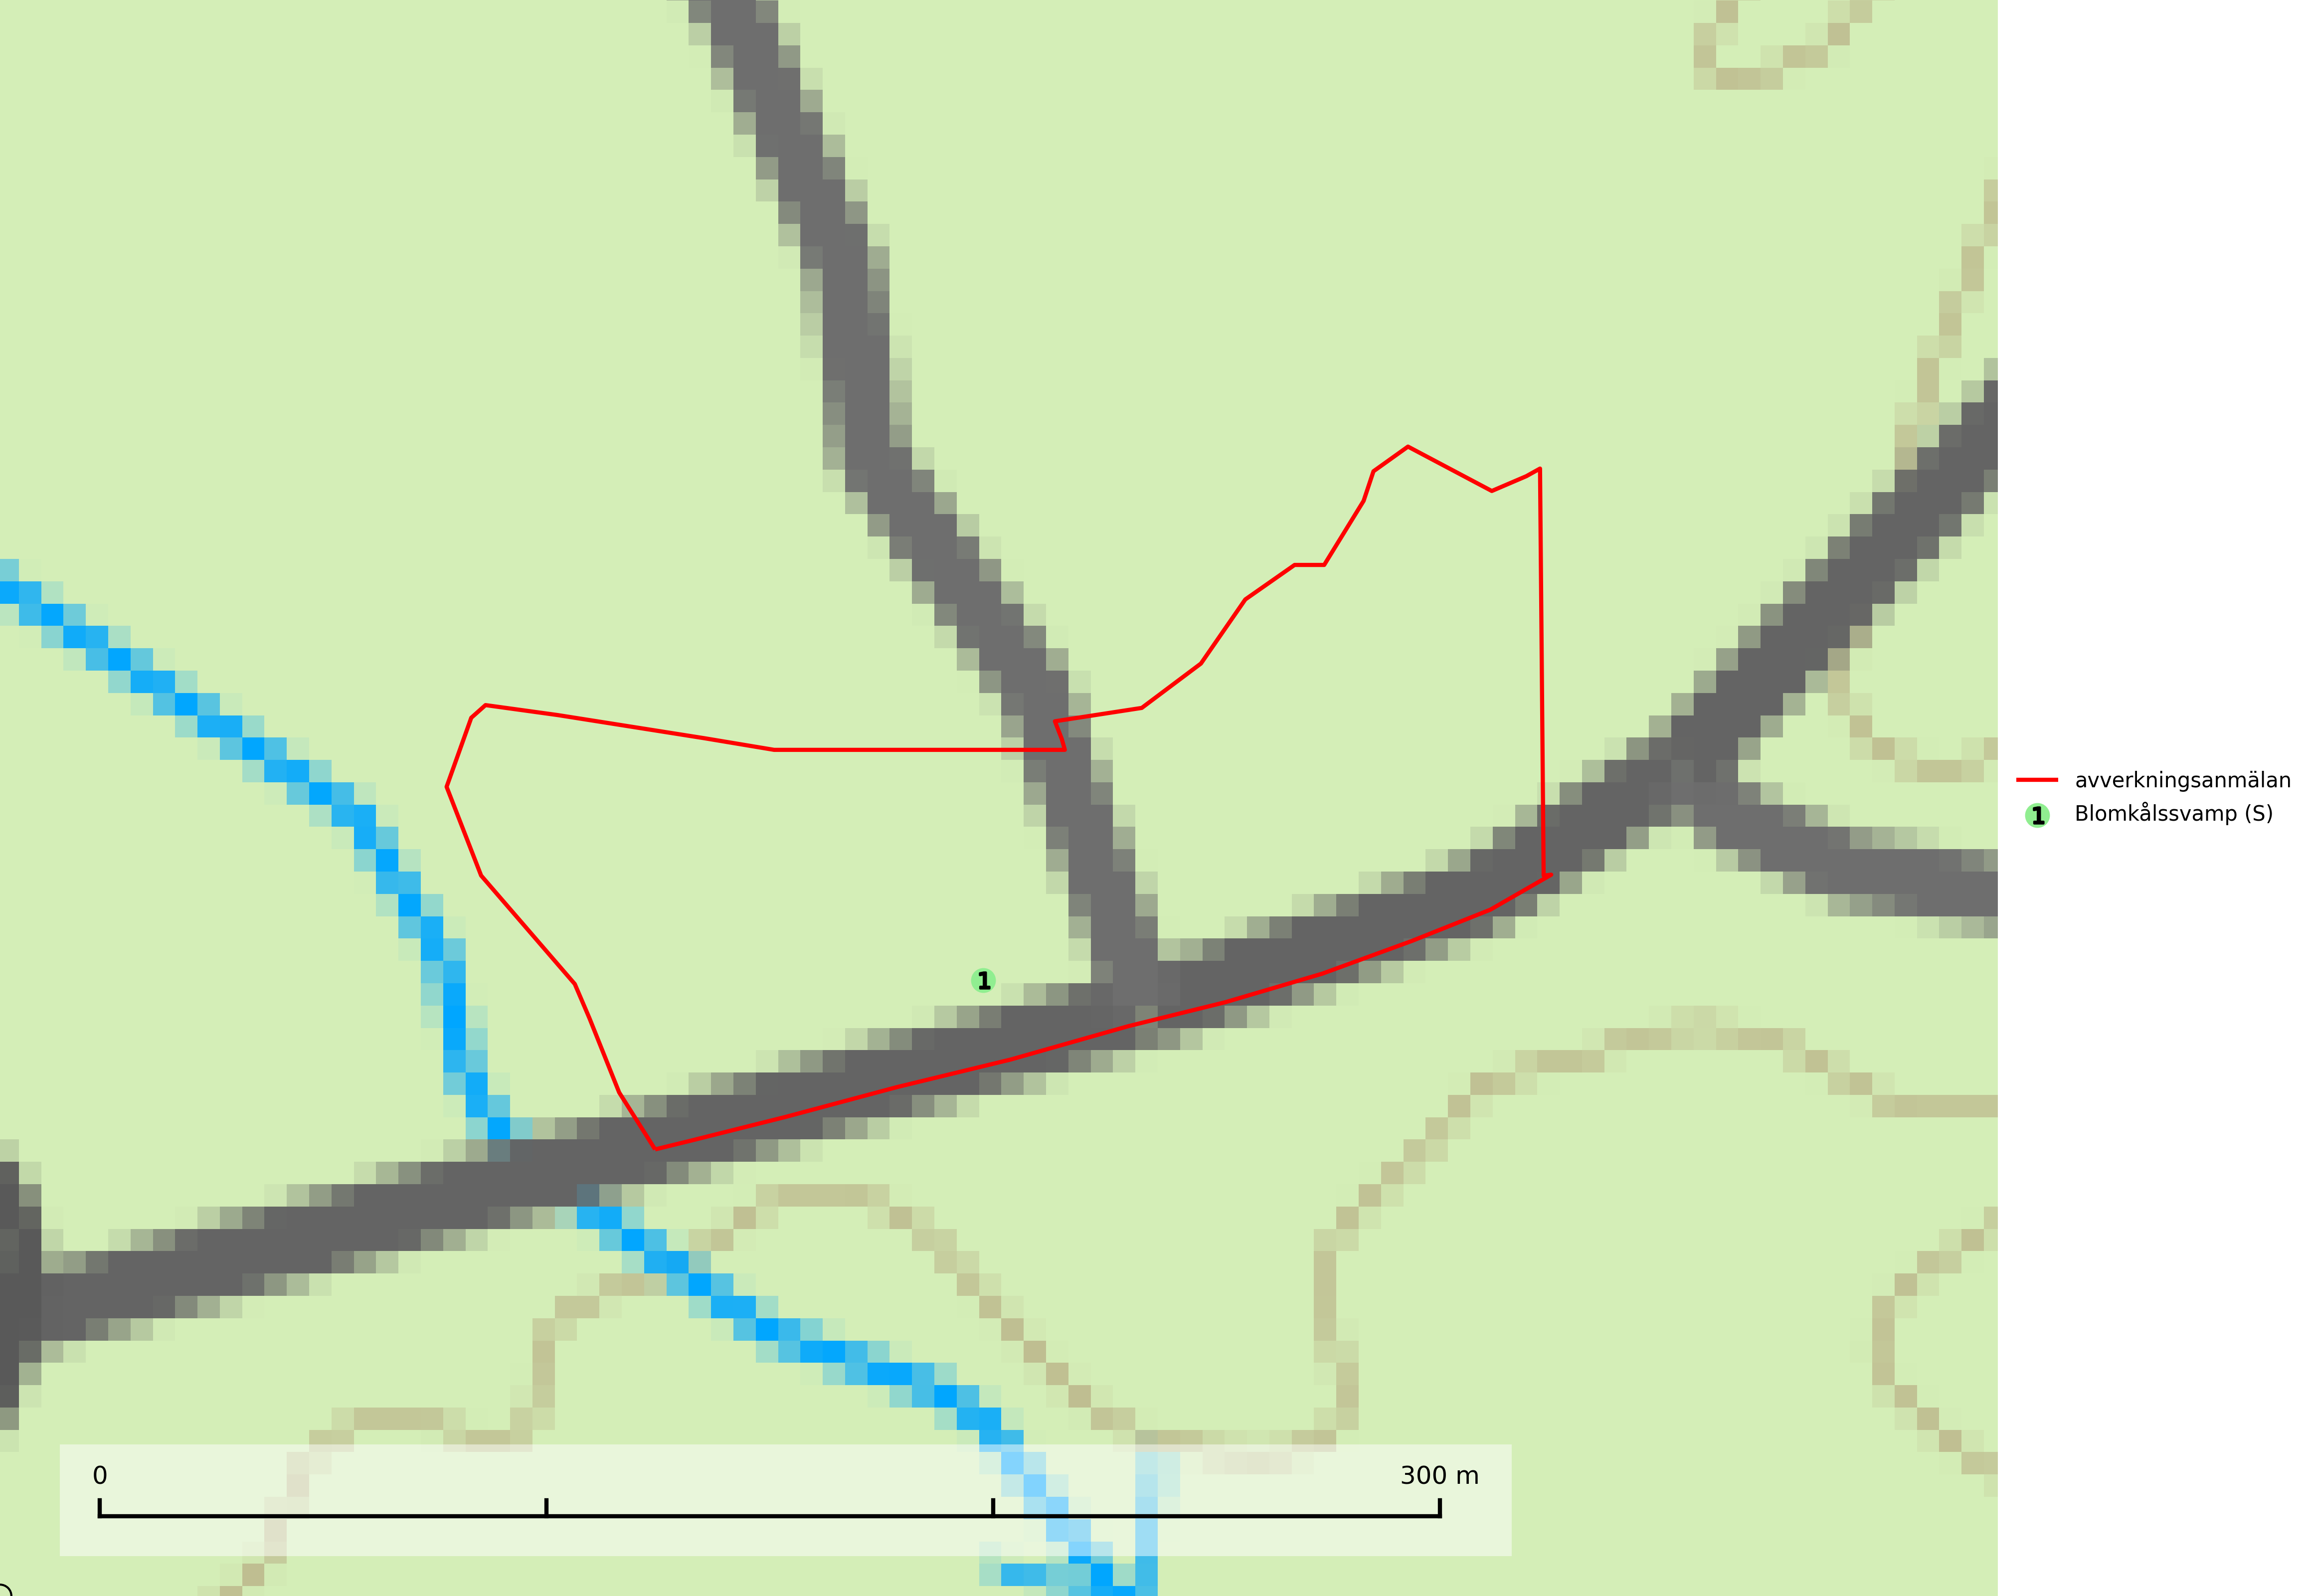 avverkningsanmälan
1 Blomkålssvamp (S)
1
0 300 m